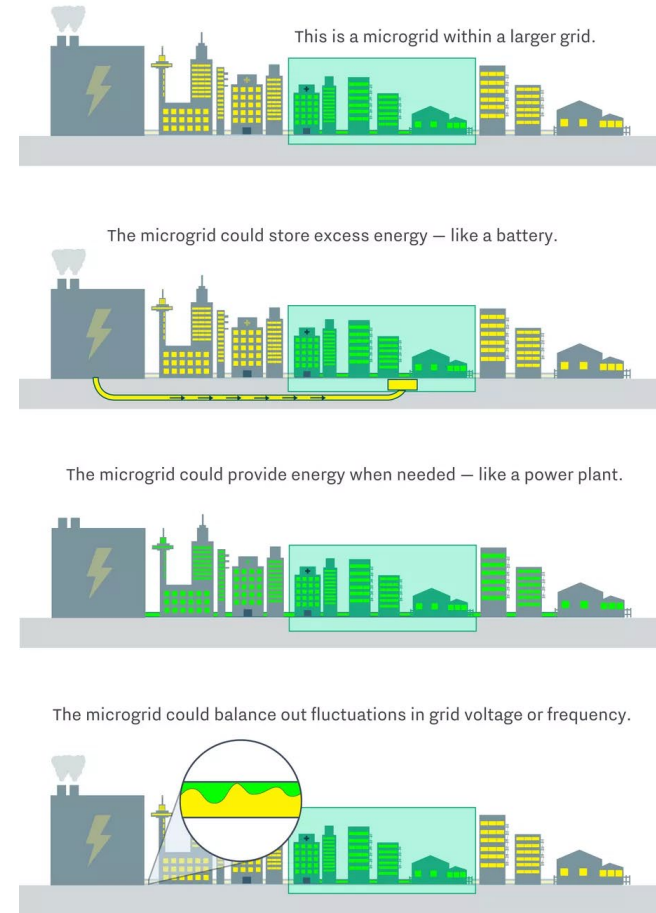 This is a microgrid within a larger grid.
The microgrid could store excess energy — like a battery.
The microgrid could provide energy when needed — like a power plant.
The microgrid could balance out fluctuations in grid voltage or frequency.